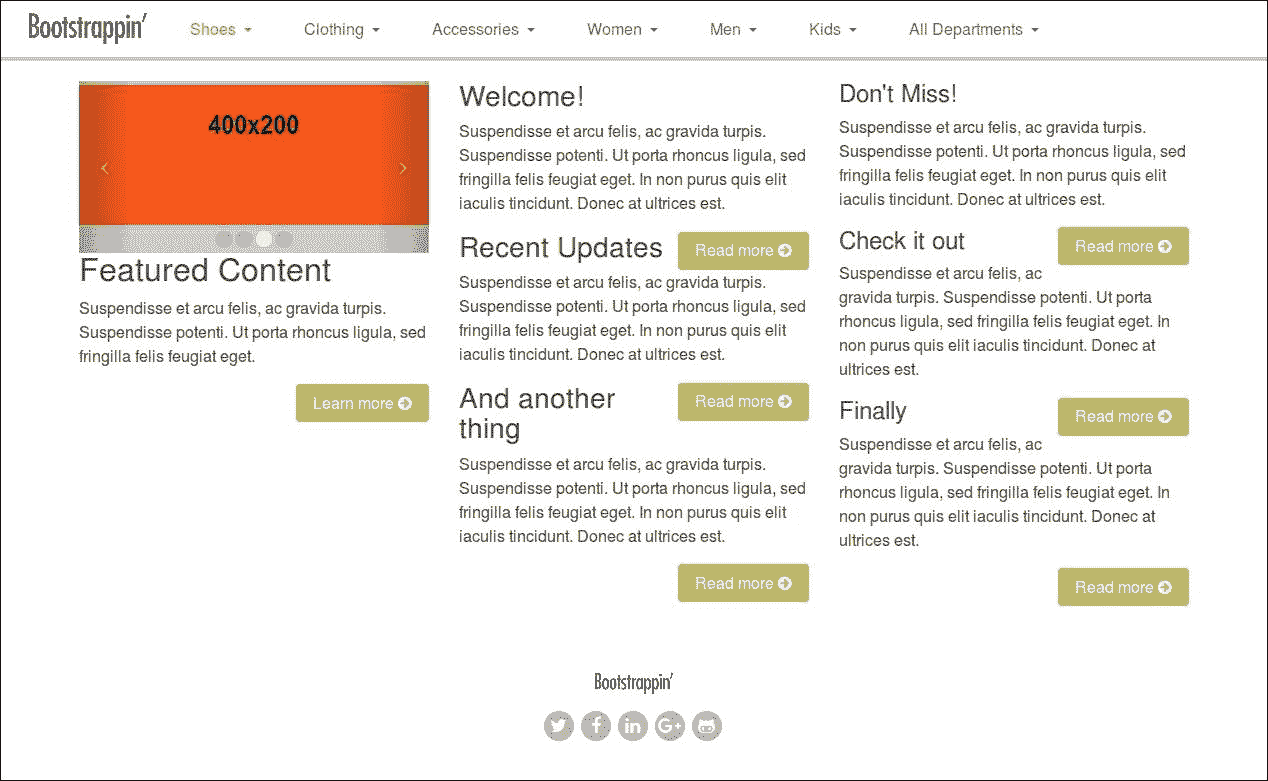 Bootstrappin'
Shoes
Clothing
Accessories
Women
Men
Kids
All Departments
400x200
Featured Content
Suspendisse et arcu felis, ac gravida turpis.
Suspendisse potenti. Ut porta rhoncus ligula, sed
fringilla felis feugiat eget.
Learn more
Welcome!
Suspendisse et arcu felis, ac gravida turpis.
Suspendisse potenti. Ut porta rhoncus ligula, sed
fringilla felis feugiat eget. In non purus quis elit
iaculis tincidunt. Donec at ultrices est.
Read more
Recent Updates
Suspendisse et arcu felis, ac gravida turpis.
Suspendisse potenti. Ut porta rhoncus ligula, sed
fringilla felis feugiat eget. In non purus quis elit
iaculis tincidunt. Donec at ultrices est.
Read more
And another
thing
Suspendisse et arcu felis, ac gravida turpis.
Suspendisse potenti. Ut porta rhoncus ligula, sed
fringilla felis feugiat eget. In non purus quis elit
iaculis tincidunt. Donec at ultrices est.
Read more
Don't Miss!
Suspendisse et arcu felis, ac gravida turpis.
Suspendisse potenti. Ut porta rhoncus ligula, sed
fringilla felis feugiat eget. In non purus quis elit
iaculis tincidunt. Donec at ultrices est.
Read more
Check it out
Suspendisse et arcu felis, ac
gravida turpis. Suspendisse potenti. Ut porta
rhoncus ligula, sed fringilla felis feugiat eget. In
non purus quis elit iaculis tincidunt. Donec at
ultrices est.
Read more
Finally
Suspendisse et arcu felis, ac
gravida turpis. Suspendisse potenti. Ut porta
rhoncus ligula, sed fringilla felis feugiat eget. In
non purus quis elit iaculis tincidunt. Donec at
ultrices est.
Read more
Bootstrappin'
f
in
G+